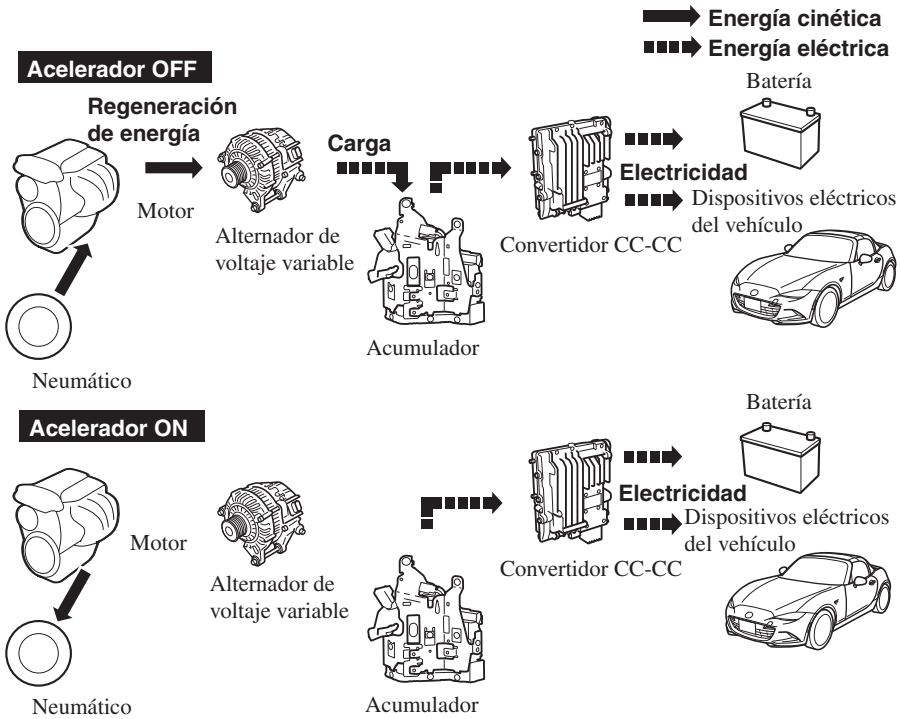 Energía cinética
Energía eléctrica
Acelerador OFF
Batería
Regeneración
de energía
Carga
Electricidad
Motor
Dispositivos eléctricos
del vehículo
Alternador de
voltaje variable
Convertidor CC-CC
Acumulador
Neumático
Acelerador ON
Batería
Electricidad
Dispositivos eléctricos
del vehículo
Motor
Convertidor CC-CC
Alternador de
voltaje variable
Acumulador
Neumático